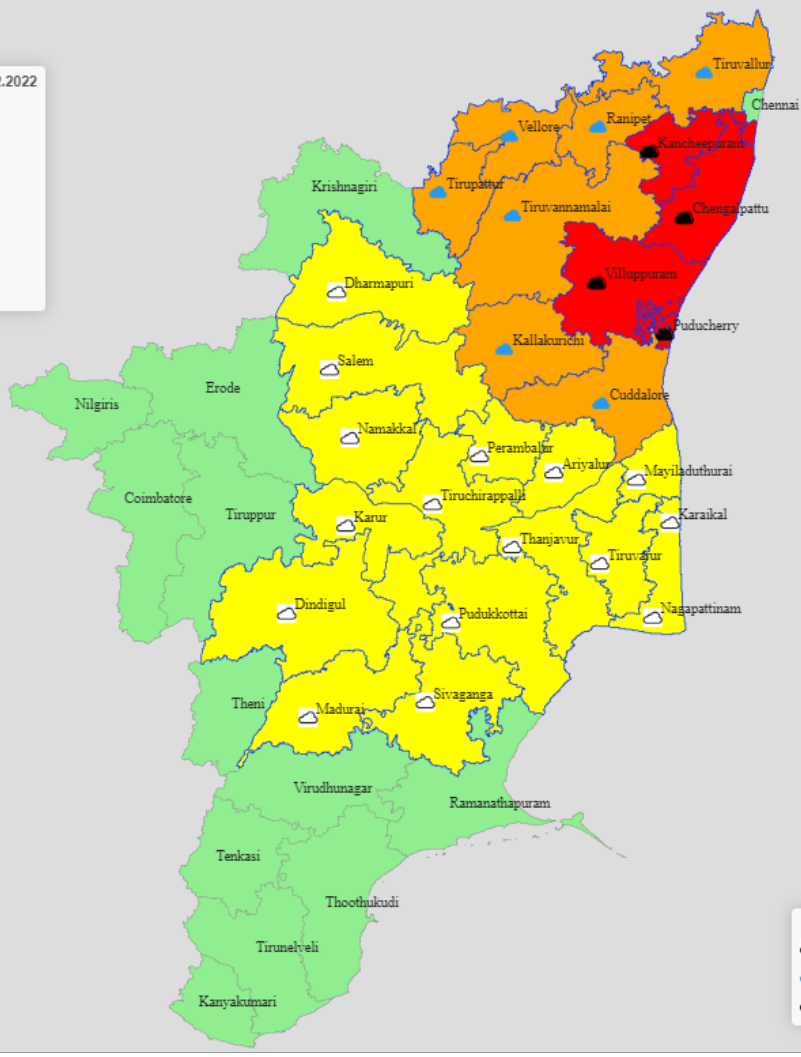 2.2022
Tiruvallur
Chennai
Ranipet
Vellore
Kancheepuram
Krishnagiri
Tirupattur
Tiruvannamalai
Chengalpattu
Villuppuram
Dharmapuri
Puducherry
Kallakurichi
Salem
Erode
Cuddalore
Nilgiris
Namakkal
Perambalur
Ariyalur
Mayiladuthurai
Coimbatore
Tiruchirappalli
Tiruppur
Karur
Karaikal
Thanjavur
Tiruvarur
Dindigul
Pudukkottai
Nagapattinam
Sivaganga
Theni
Madurai
Virudhunagar
Ramanathapuram
Tenkasi
Thoothukudi
Tirunelveli
Kanyakumari